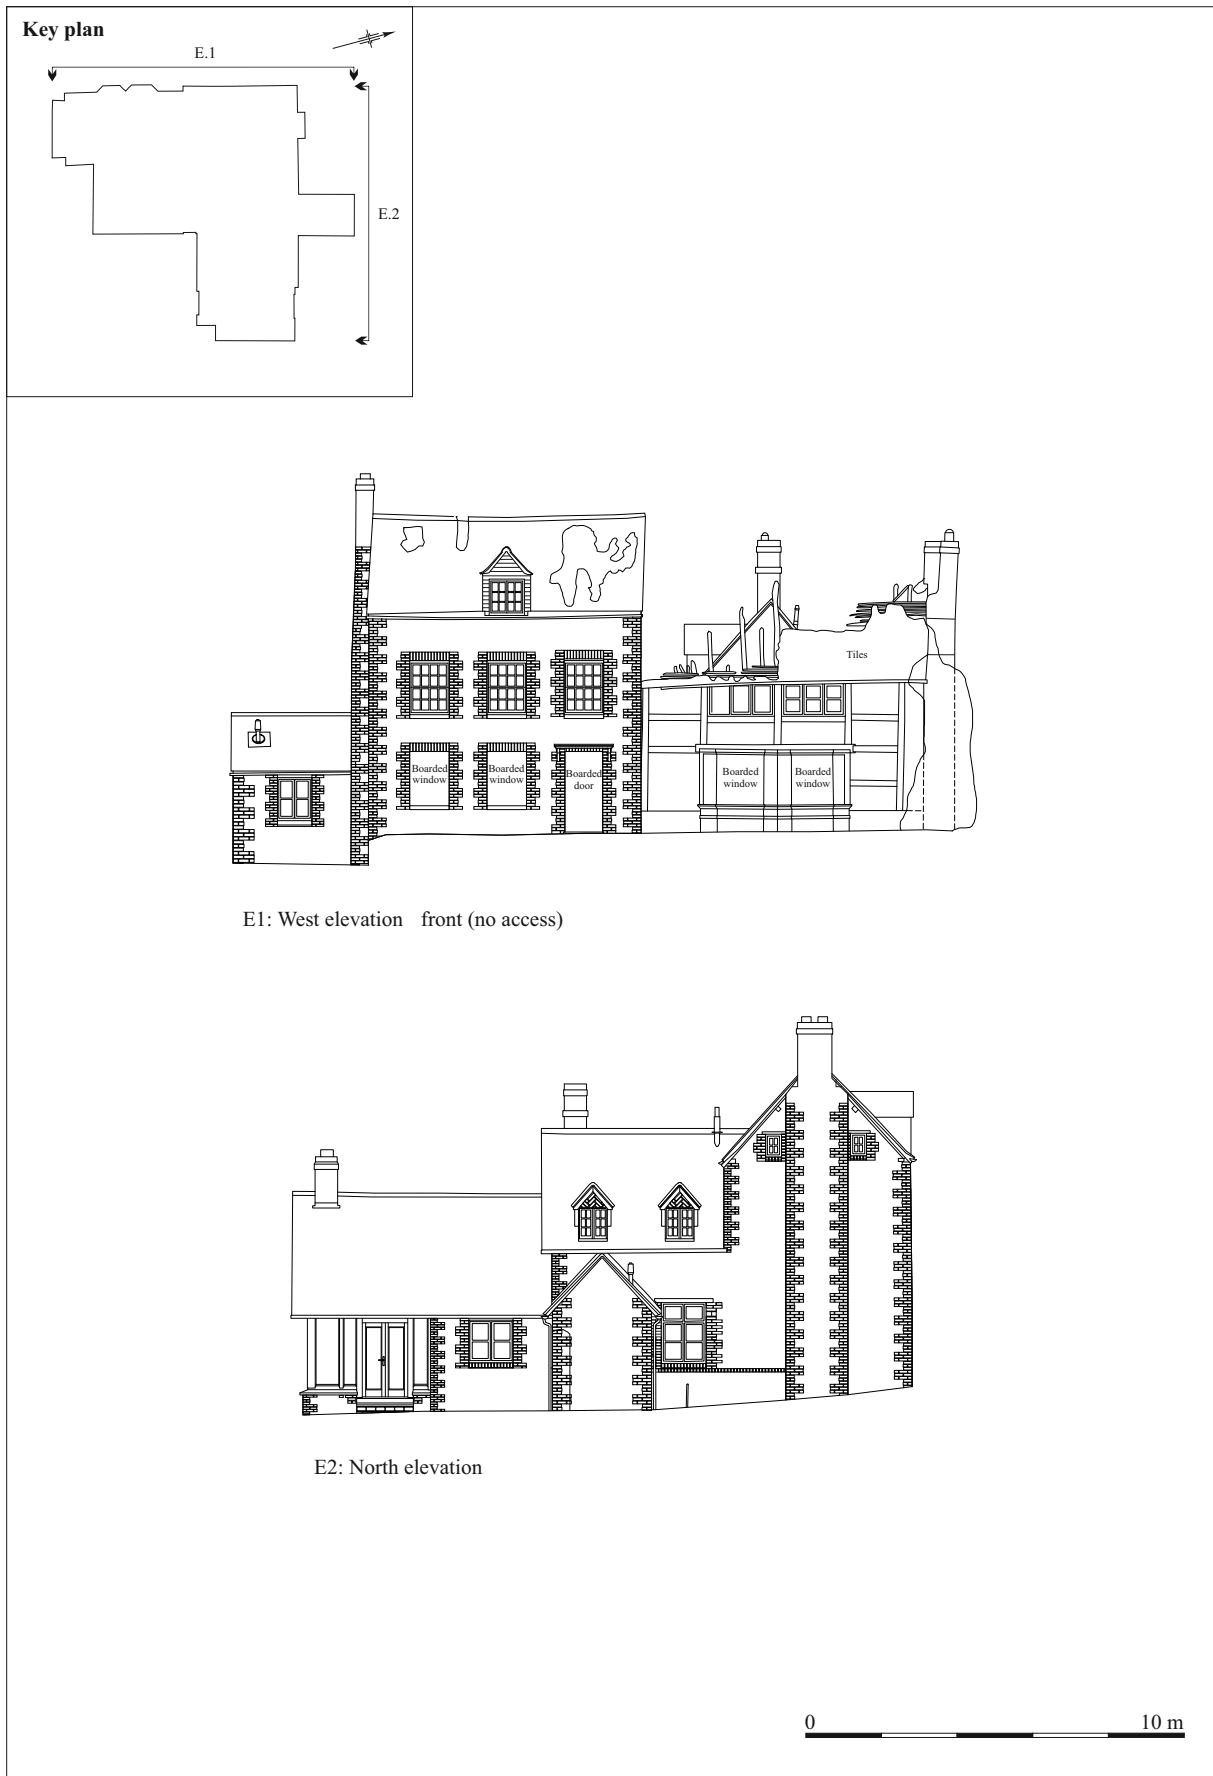 Key plan
E.1
E.2
Tiles
Boarded
window
Boarded
window
Boarded
door
Boarded
window
Boarded
window
E1: West elevation front (no access)
E2: North elevation
0 10 m